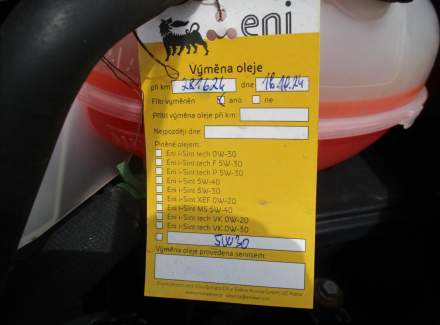 eni
Výměna oleje
při km: 281624 dne 16.10.24
Filtr vyměněn ano ne
Příští výměna oleje při km:
Nejpozději dne:
Plněné olejem:
Eni i-Sint tech 0W-30
Eni i-Sint tech F 5W-30
Eni i-Sint tech P 5W-30
Eni i-Sint 5W-40
Eni i-Sint 5W-30
Eni i-Sint XEF 0W-20
Eni i-Sint MS 5W-40
Eni i-Sint tech VK 0W-20
Eni i-Sint tech VK 0W-30
5W30
Výměna oleje provedena servisem: